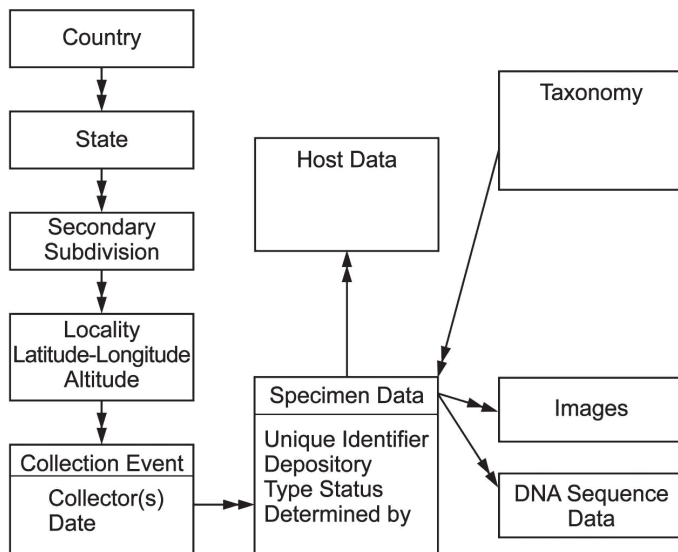 Country
State
Secondary
Subdivision
Locality
Latitude-Longitude
Altitude
Collection Event
Collector(s)
Date
Host Data
Specimen Data
Unique Identifier
Depository
Type Status
Determined by
Taxonomy
Images
DNA Sequence
Data